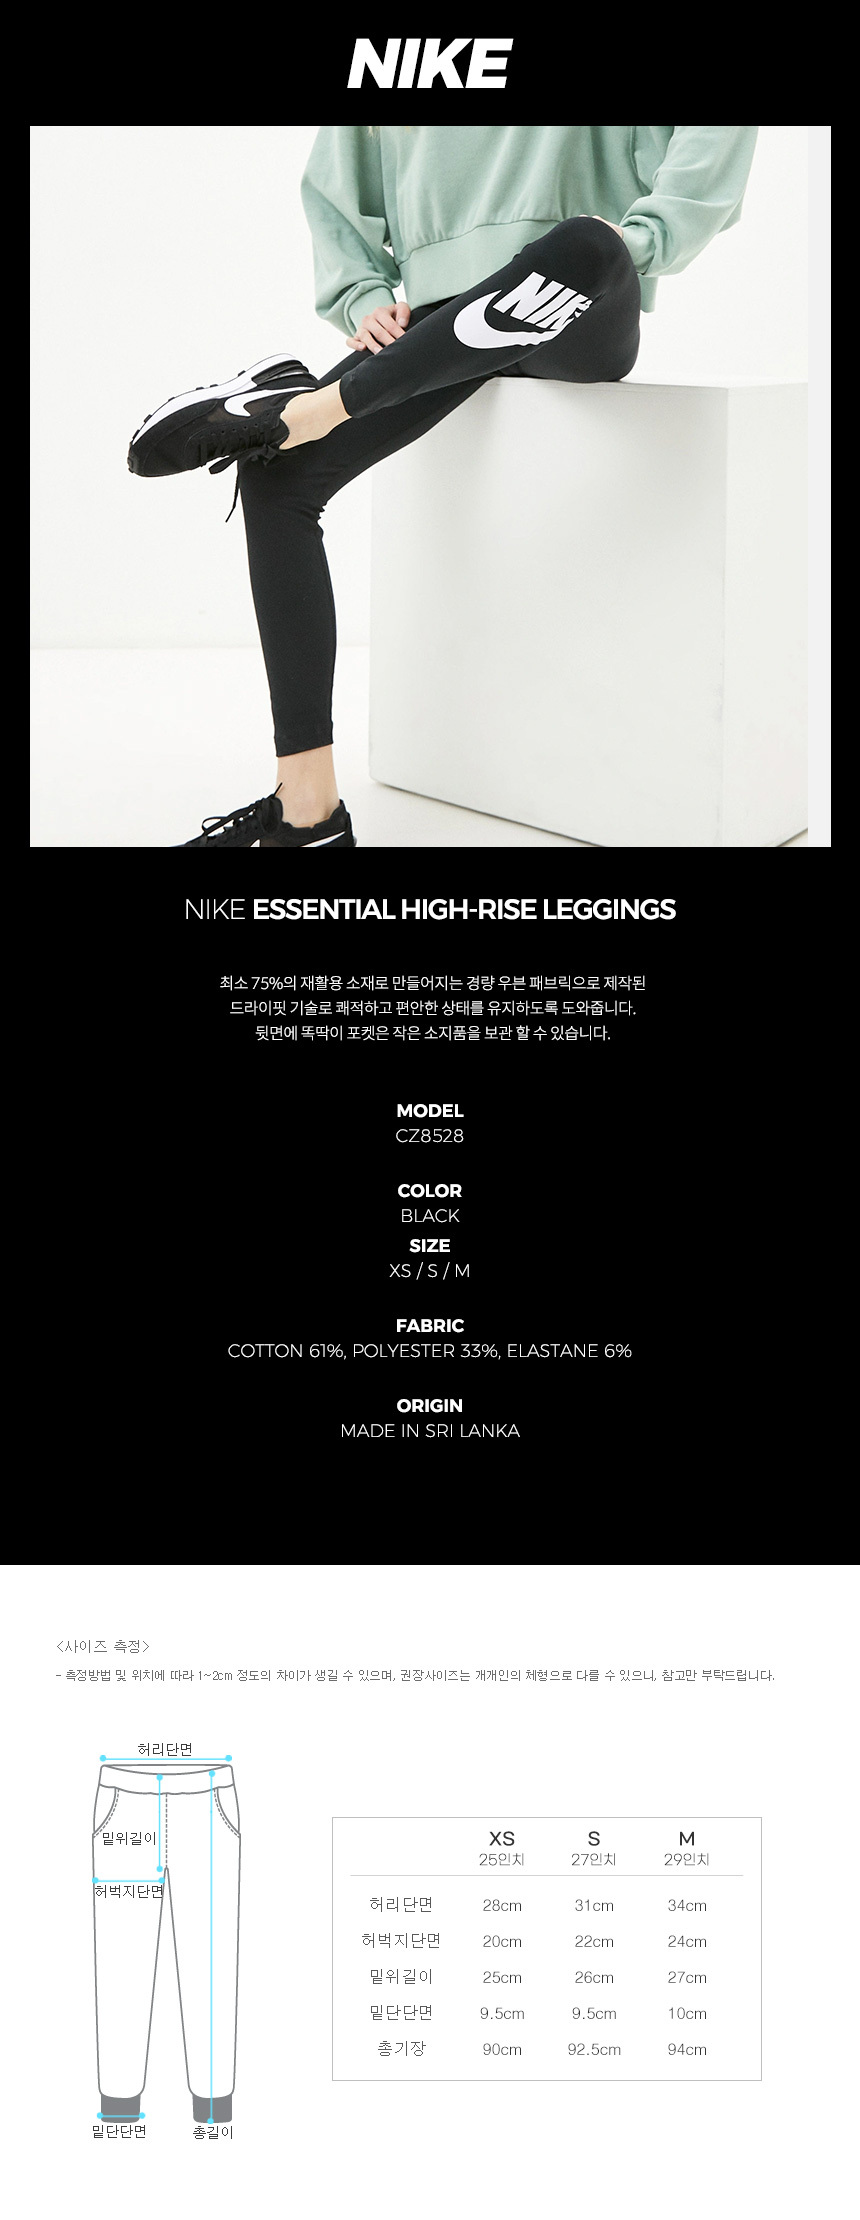 NIKE
NIKE
NIKE ESSENTIAL HIGH-RISE LEGGINGS
최소 75%의 재활용 소재로 만들어지는 경량 우븐 패브릭으로 제작된
드라이핏 기술로 쾌적하고 편안한 상태를 유지하도록 도와줍니다.
뒷면에 똑딱이 포켓은 작은 소지품을 보관 할 수 있습니다.
MODEL
CZ8528
COLOR
BLACK
SIZE
XS / S / M
FABRIC
COTTON 61%, POLYESTER 33%, ELASTANE 6%
ORIGIN
MADE IN SRI LANKA
<사이즈 측정>
- 측정방법 및 위치에 따라 1~2cm 정도의 차이가 생길 수 있으며, 권장사이즈는 개개인의 체형으로 다를 수 있으니, 참고만 부탁드립니다.
허리단면
밑위길이
허벅지단면
밑단단면
총길이
XS S M
25인치 27인치 29인치
허리단면 28cm 31cm 34cm
허벅지단면 20cm 22cm 24cm
밑위길이 25cm 26cm 27cm
밑단단면 9.5cm 9.5cm 10cm
총기장 90cm 92.5cm 94cm